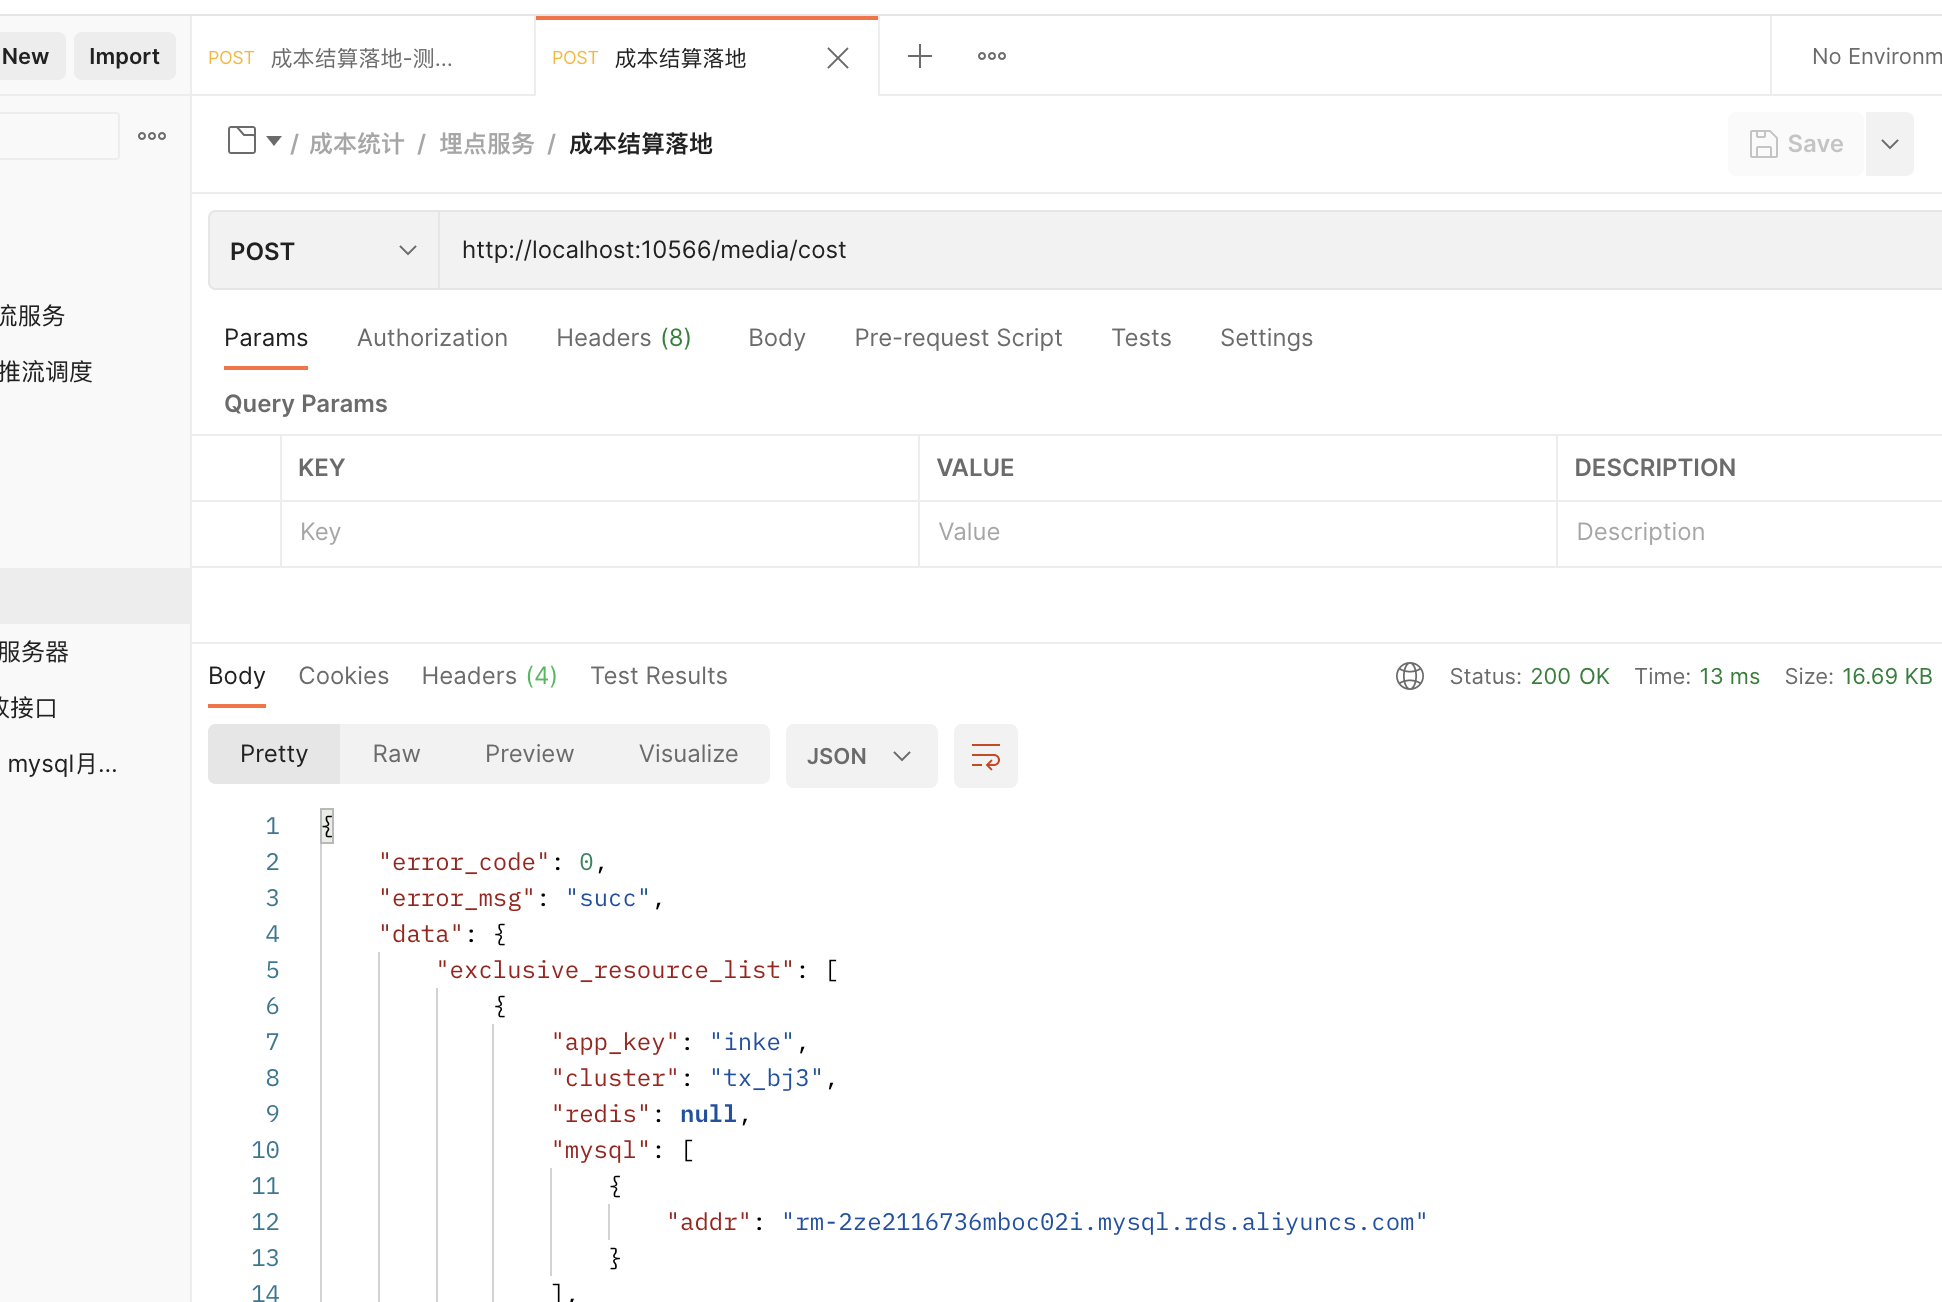 New Import POST 成本结算落地-测... POST 成本结算落地 No Environm
/ 成本统计 / 埋点服务 / 成本结算落地 Save
POST http://localhost:10566/media/cost
流服务
Params Authorization Headers (8) Body Pre-request Script Tests Settings
推流调度
Query Params
KEY VALUE DESCRIPTION
Key Value Description
服务器
Body Cookies Headers (4) Test Results Status: 200 OK Time: 13 ms Size: 16.69 KB
接口
mysql月...
Pretty Raw Preview Visualize JSON
1 {
2 "error_code": 0,
3 "error_msg": "succ",
4 "data": {
5 "exclusive_resource_list": [
6 {
7 "app_key": "inke",
8 "cluster": "tx_bj3",
9 "redis": null,
10 "mysql": [
11 {
12 "addr": "rm-2ze2116736mboc02i.mysql.rds.aliyuncs.com"
13 }
14 ],